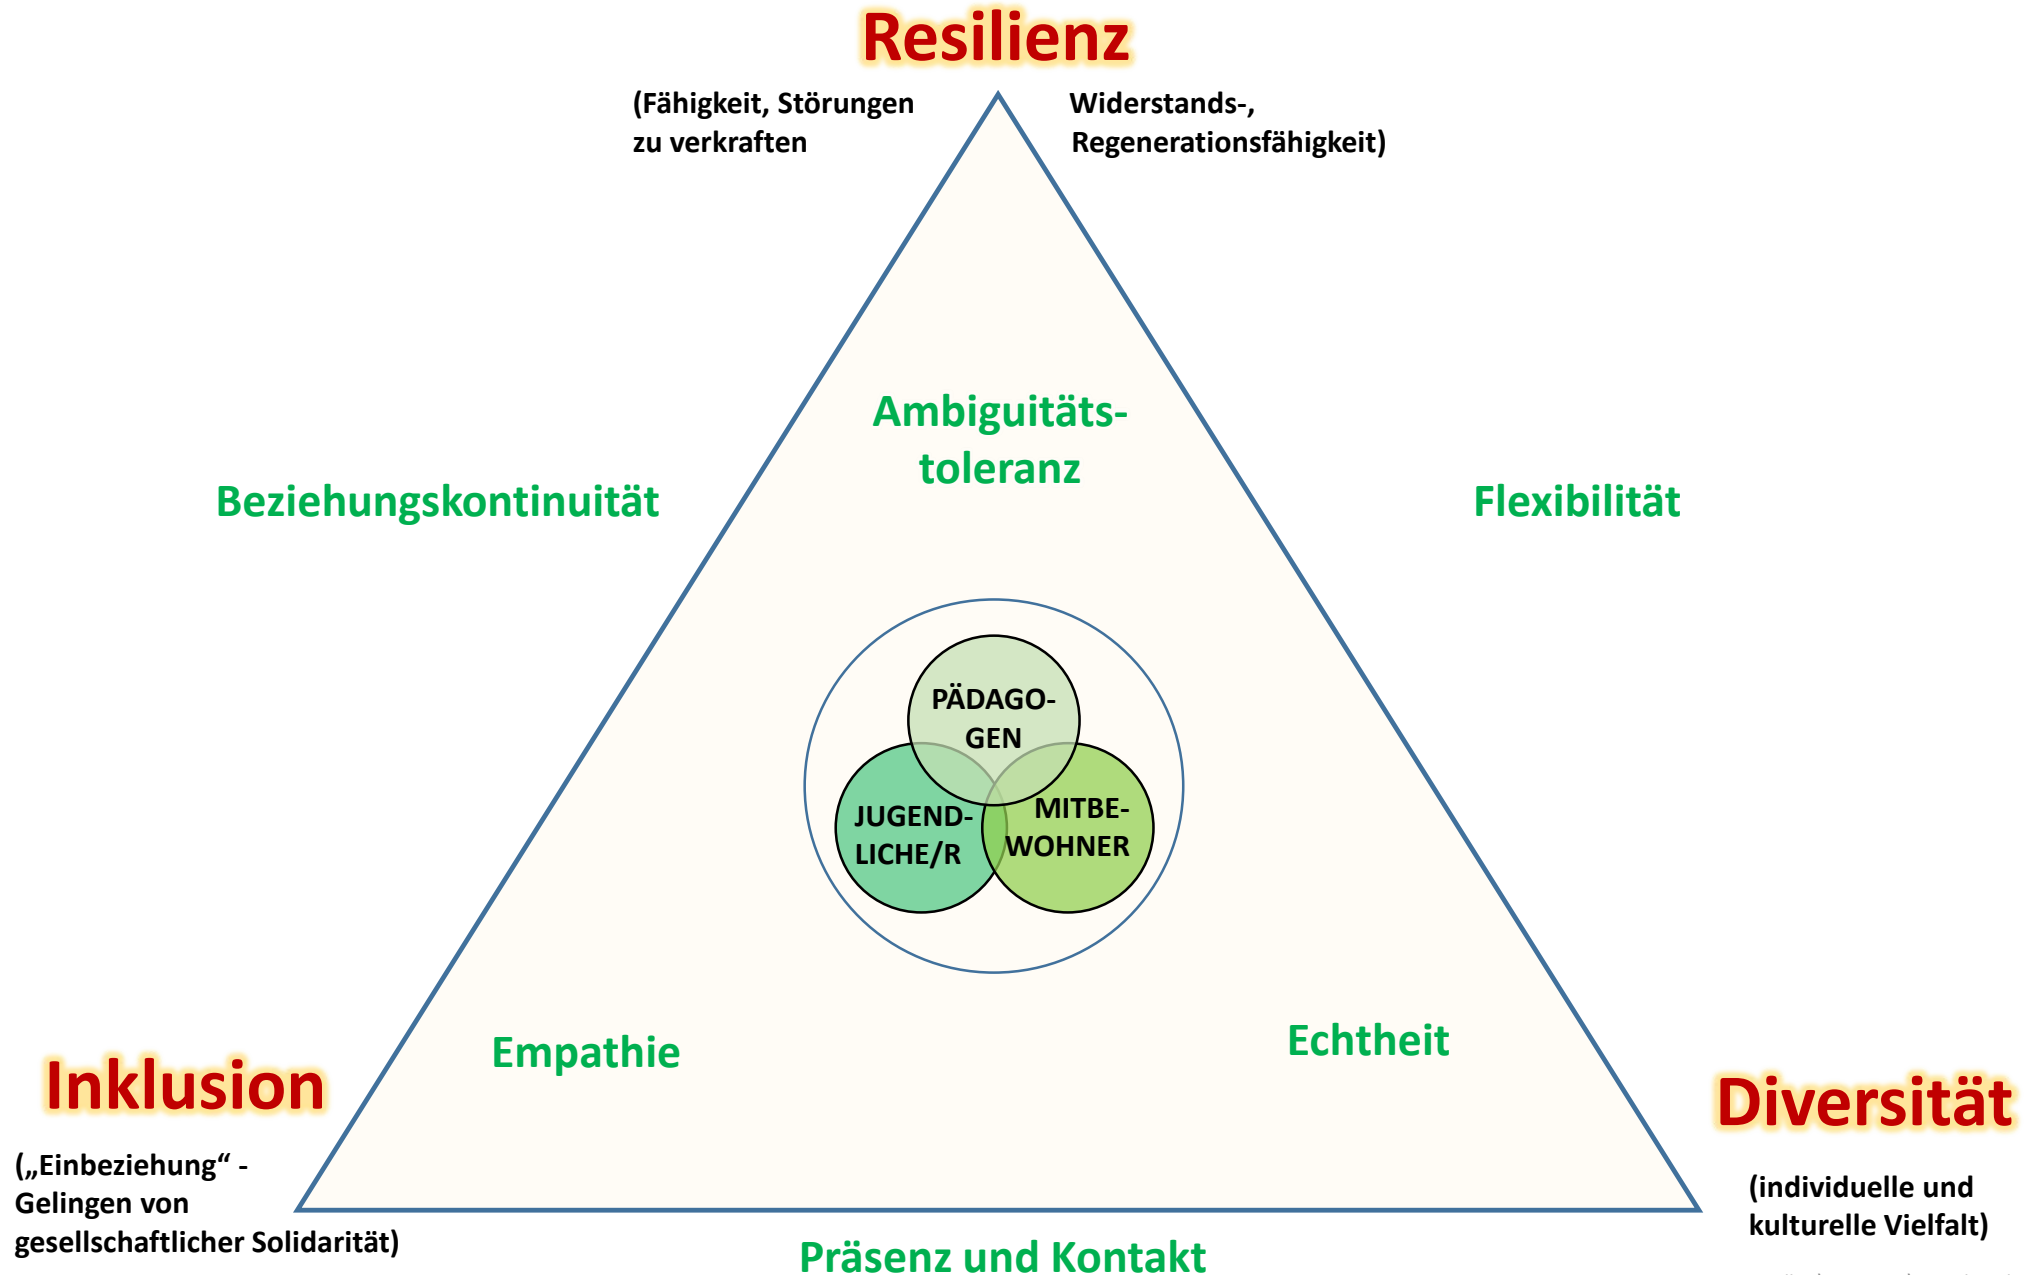 Resilienz
(Fähigkeit, Störungen
zu verkraften
Widerstands-,
Regenerationsfähigkeit)
Ambiguitäts-
toleranz
Beziehungskontinuität
Flexibilität
PÄDAGO-
GEN
JUGEND-
LICHE/R
MITBE-
WOHNER
Empathie
Echtheit
Inklusion
(„Einbeziehung“ -
Gelingen von
gesellschaftlicher Solidarität)
Diversität
(individuelle und
kulturelle Vielfalt)
Präsenz und Kontakt